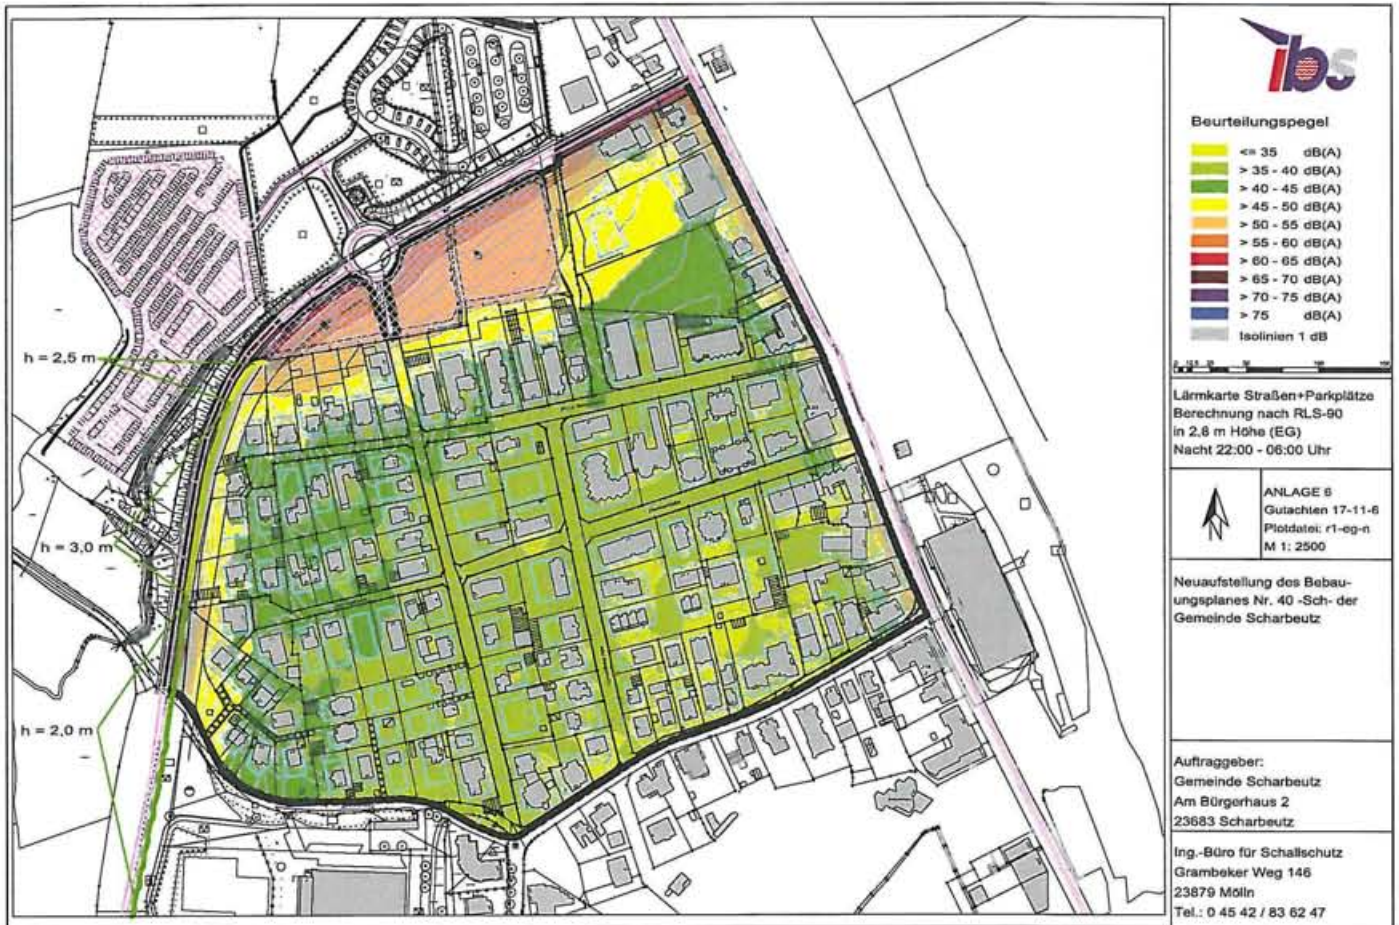 ibs
Beurteilungspegel
<= 35 dB(A)
> 35 - 40 dB(A)
> 40 - 45 dB(A)
> 45 - 50 dB(A)
> 50 - 55 dB(A)
> 55 - 60 dB(A)
> 60 - 65 dB(A)
> 65 - 70 dB(A)
> 70 - 75 dB(A)
> 75 dB(A)
Isolinien 1 dB
Lärmkarte Straßen+Parkplätze
Berechnung nach RLS-90
in 2,8 m Höhe (EG)
Nacht 22:00 - 06:00 Uhr
ANLAGE 6
Gutachten 17-11-6
Plotdatei: r1-eg-n
M 1: 2500
Neuaufstellung des Bebau-
ungsplanes Nr. 40 -Sch- der
Gemeinde Scharbeutz
Auftraggeber:
Gemeinde Scharbeutz
Am Bürgerhaus 2
23683 Scharbeutz
Ing.-Büro für Schallschutz
Grambeker Weg 146
23879 Mölln
Tel.: 0 45 42 / 83 62 47
h = 2,5 m
h = 3,0 m
h = 2,0 m